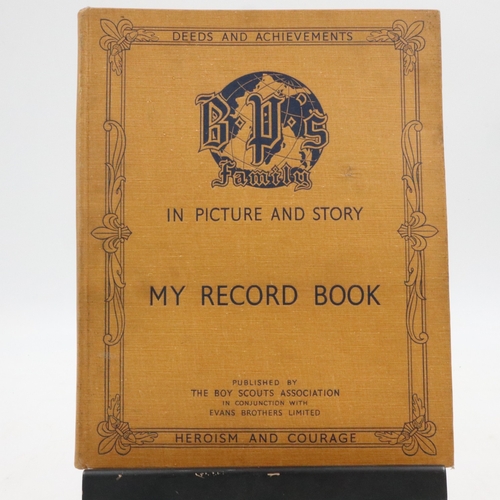 DEEDS AND ACHIEVEMENTS
B·P·'s
Family
IN PICTURE AND STORY
MY RECORD BOOK
PUBLISHED BY
THE BOY SCOUTS ASSOCIATION
IN CONJUNCTION WITH
EVANS BROTHERS LIMITED
HEROISM AND COURAGE